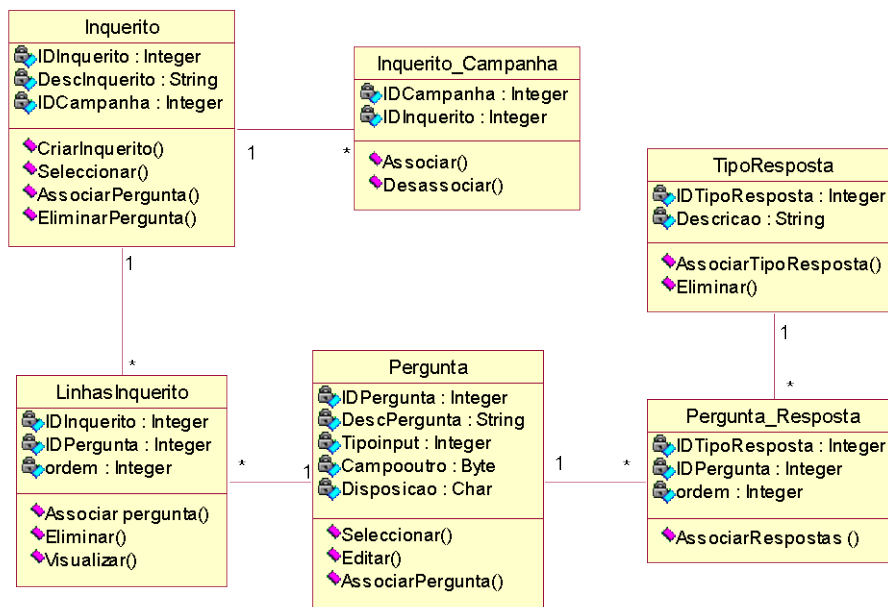 Inquerito
IDInquerito : Integer
DescInquerito : String
IDCampanha : Integer
CriarInquerito()
Seleccionar()
AssociarPergunta()
EliminarPergunta()
1
*
Inquerito_Campanha
IDCampanha : Integer
IDInquerito : Integer
Associar()
Desassociar()
TipoResposta
IDTipoResposta : Integer
Descricao : String
AssociarTipoResposta()
Eliminar()
1
*
1
*
LinhasInquerito
IDInquerito : Integer
IDPergunta : Integer
ordem : Integer
Associar pergunta()
Eliminar()
Visualizar()
*
1
Pergunta
IDPergunta : Integer
DescPergunta : String
Tipoinput : Integer
Campooutro : Byte
Disposicao : Char
Seleccionar()
Editar()
AssociarPergunta()
1
*
Pergunta_Resposta
IDTipoResposta : Integer
IDPergunta : Integer
ordem : Integer
AssociarRespostas ()